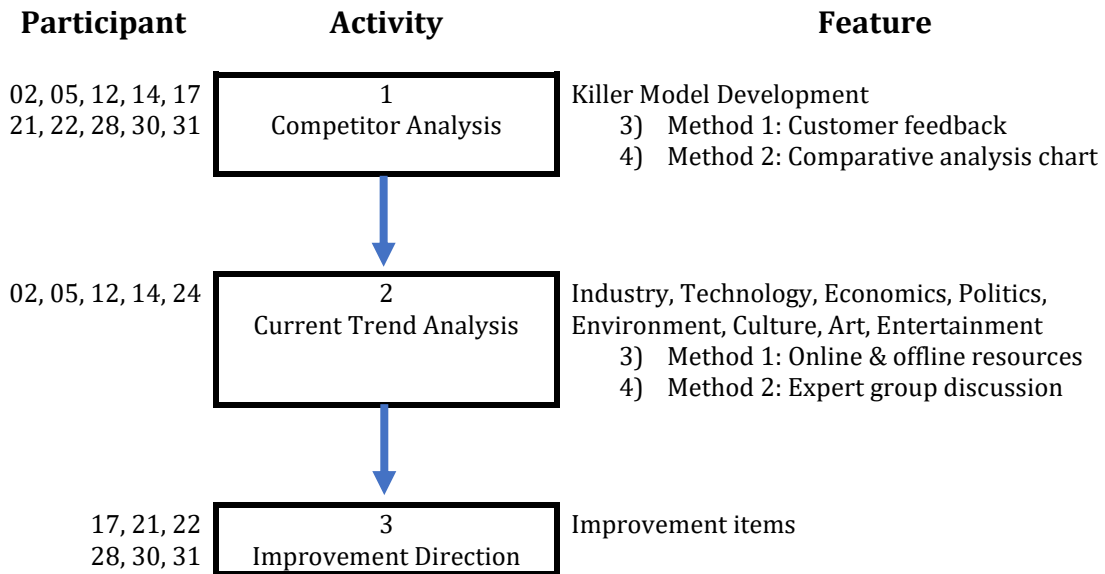 Participant Activity Feature
02, 05, 12, 14, 17
21, 22, 28, 30, 31
1
Competitor Analysis
Killer Model Development
3) Method 1: Customer feedback
4) Method 2: Comparative analysis chart
02, 05, 12, 14, 24
2
Current Trend Analysis
Industry, Technology, Economics, Politics,
Environment, Culture, Art, Entertainment
3) Method 1: Online & offline resources
4) Method 2: Expert group discussion
17, 21, 22
28, 30, 31
3
Improvement Direction
Improvement items